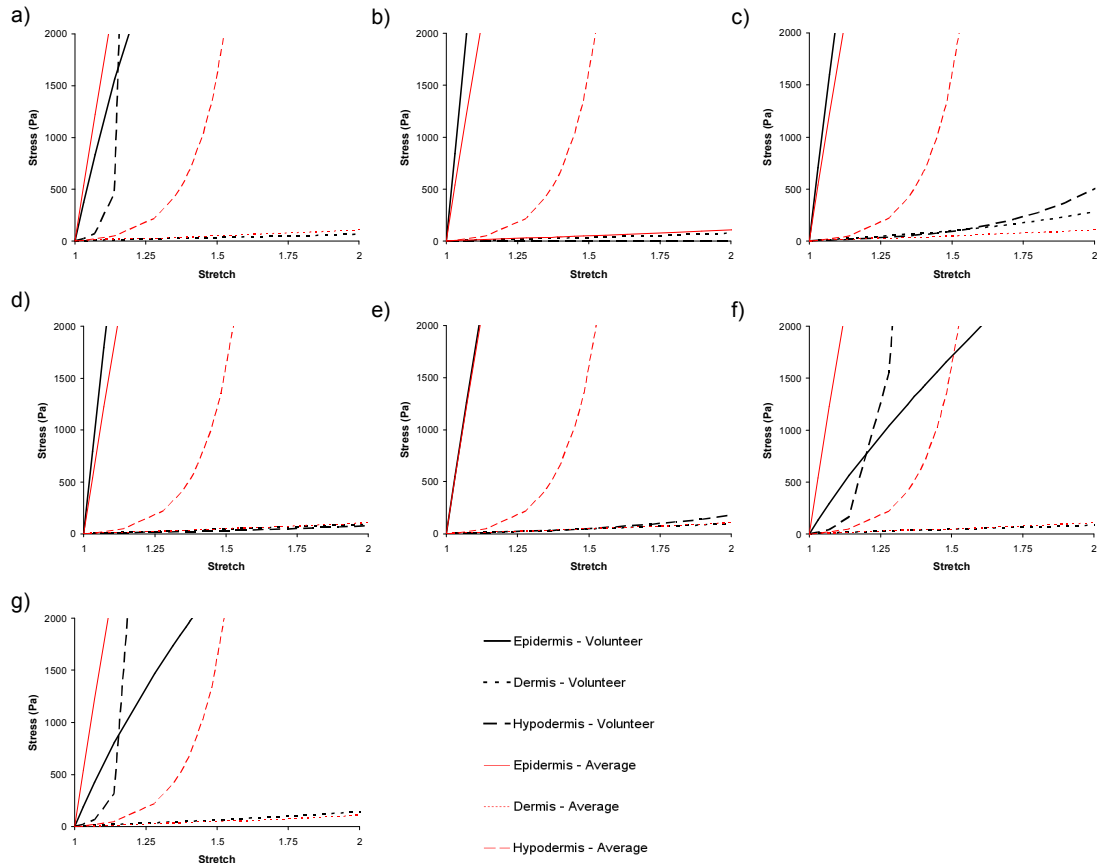 a)
2000
1500
1000
500
0
Stress (Pa)
1 1.25 1.5 1.75 2
Stretch
b)
2000
1500
1000
500
0
Stress (Pa)
1 1.25 1.5 1.75 2
Stretch
c)
2000
1500
1000
500
0
Stress (Pa)
1 1.25 1.5 1.75 2
Stretch
d)
2000
1500
1000
500
0
Stress (Pa)
1 1.25 1.5 1.75 2
Stretch
e)
2000
1500
1000
500
0
Stress (Pa)
1 1.25 1.5 1.75 2
Stretch
f)
2000
1500
1000
500
0
Stress (Pa)
1 1.25 1.5 1.75 2
Stretch
g)
2000
1500
1000
500
0
Stress (Pa)
1 1.25 1.5 1.75 2
Stretch
Epidermis - Volunteer
Dermis - Volunteer
Hypodermis - Volunteer
Epidermis - Average
Dermis - Average
Hypodermis - Average